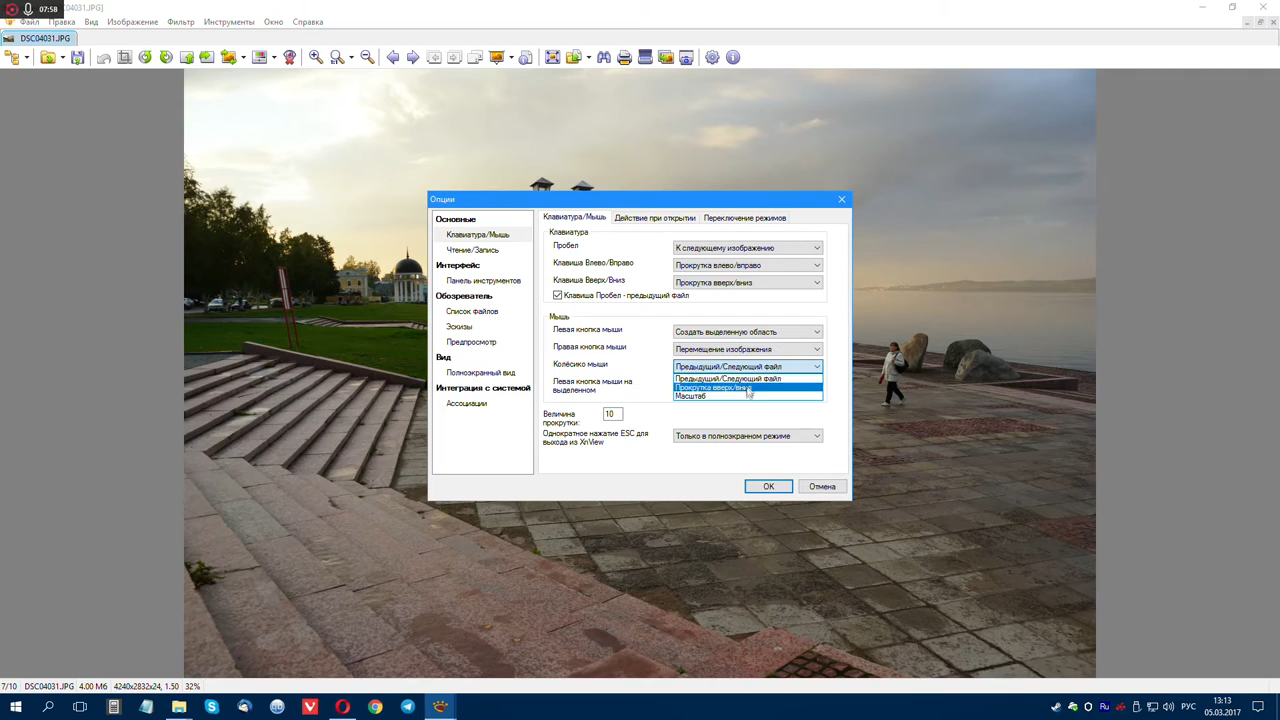 07:58
DSC04031.JPG]
Файл Правка Вид Изображение Фильтр Инструменты Окно Справка
DSC04031.JPG
Опции
Основные
Клавиатура/Мышь
Чтение/Запись
Интерфейс
Панель инструментов
Обозреватель
Список файлов
Эскизы
Предпросмотр
Вид
Полноэкранный вид
Интеграция с системой
Ассоциации
Клавиатура/Мышь Действие при открытии Переключение режимов
Клавиатура
Пробел К следующему изображению
Клавиша Влево/Вправо Прокрутка влево/вправо
Клавиша Вверх/Вниз Прокрутка вверх/вниз
Клавиша Пробел - предыдущий файл
Мышь
Левая кнопка мыши Создать выделенную область
Правая кнопка мыши Перемещение изображения
Колёсико мыши Предыдущий/Следующий файл
Предыдущий/Следующий файл
Прокрутка вверх/вниз
Масштаб
Левая кнопка мыши на
выделенном
Величина
прокрутки: 10
Однократное нажатие ESC для
выхода из XnView Только в полноэкранном режиме
OK Отмена
7/10 DSC04031.JPG 4.00 Мб 4240x2832x24, 1.50 32%
РУС
13:13
05.03.2017